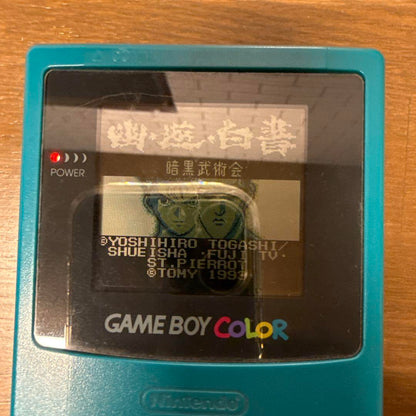 幽☆遊☆白書
暗黒武術会
POWER
©YOSHIHIRO TOGASHI/
SHUEISHA · FUJI TV ·
ST.PIERROT
©TOMY 1993
GAME BOY COLOR
Nintendo